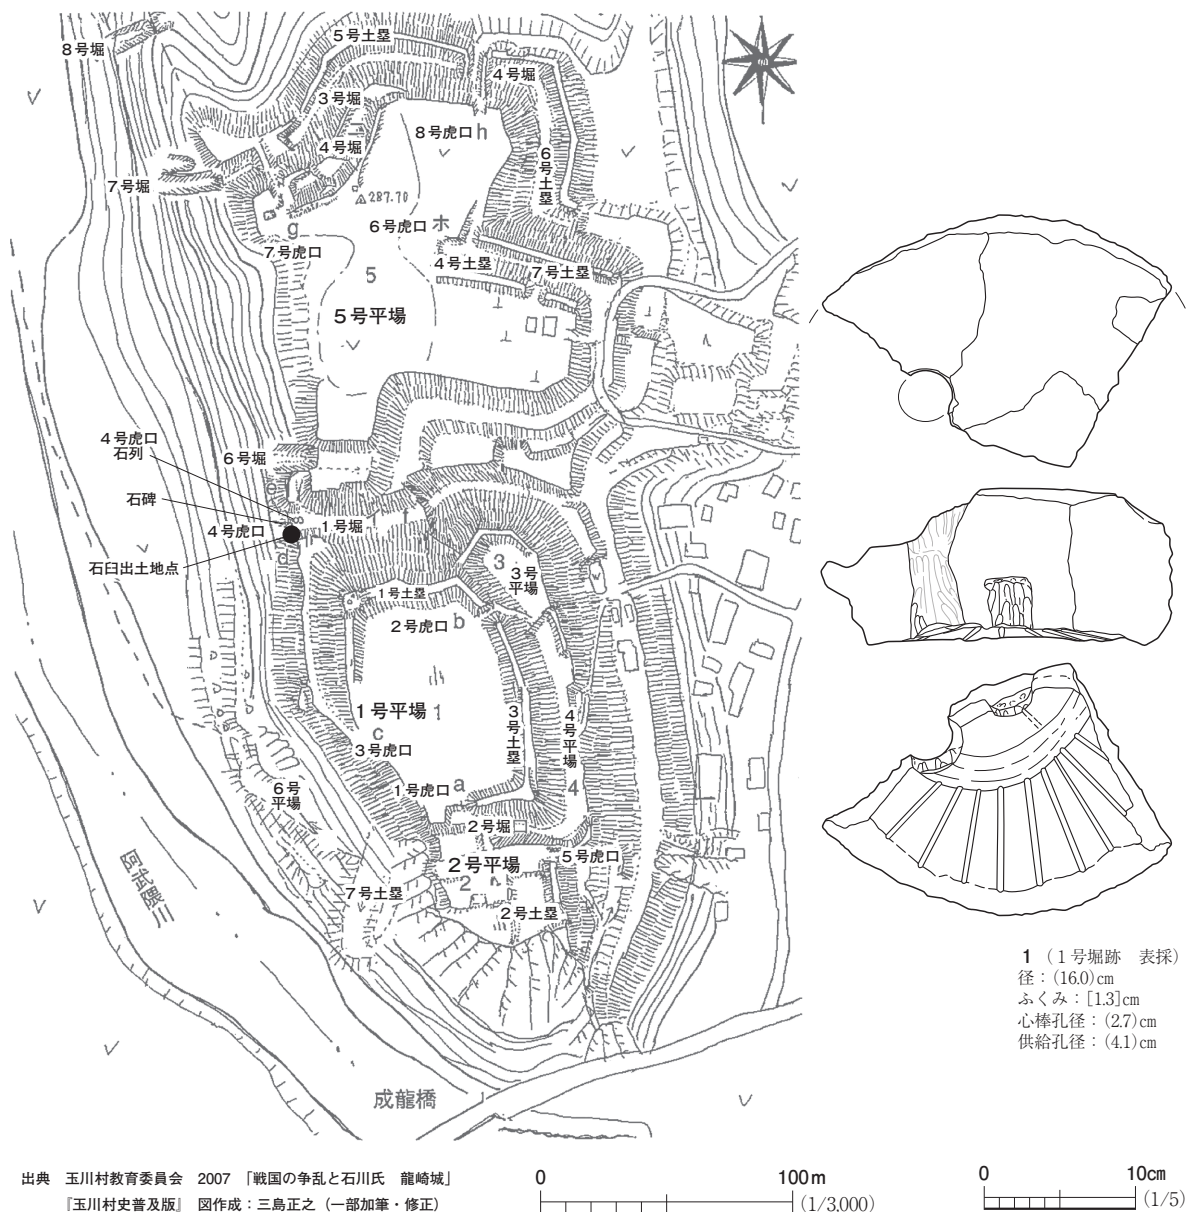 8号堀
5号土塁
4号堀
3号堀
8号虎口 h
4号堀
6号土塁
7号堀
287.70
g
6号虎口 ホ
7号虎口
4号土塁
7号土塁
5
5号平場
4号虎口
石列
6号堀
e
石碑
f
1号堀
4号虎口
d
石臼出土地点
3
3号
平場
1号土塁
2号虎口 b
1号平場 1
c
3号虎口
3号土塁
4号平場
4
6号
平場
1号虎口 a
2号堀
2号平場
2
5号虎口
7号土塁
2号土塁
阿武隈川
成龍橋
1 (1号堀跡 表採)
径:(16.0)cm
ふくみ:[1.3]cm
心棒孔径:(2.7)cm
供給孔径:(4.1)cm
出典 玉川村教育委員会 2007 「戦国の争乱と石川氏 龍崎城」
『玉川村史普及版』 図作成:三島正之(一部加筆・修正)
0 100m
(1/3,000)
0 10cm
(1/5)